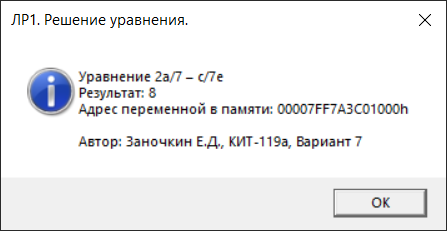 ЛР1. Решение уравнения.
Уравнение 2a/7 – c/7e
Результат: 8
Адрес переменной в памяти: 00007FF7A3C01000h
Автор: Заночкин Е.Д., КИТ-119а, Вариант 7
OK